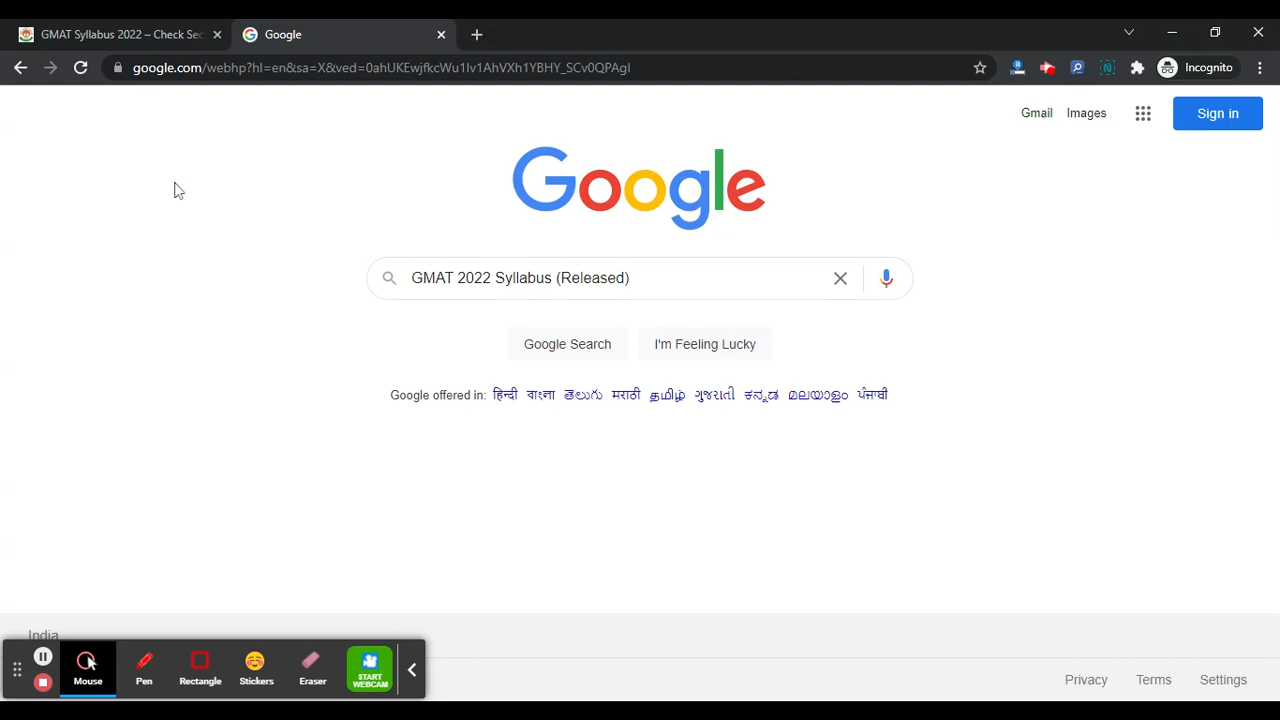 GMAT Syllabus 2022 – Check Sec
Google
google.com/webhp?hl=en&sa=X&ved=0ahUKEwjfkcWu1Iv1AhVXh1YBHY_SCv0QPAgI
Incognito
Gmail Images Sign in
Google
GMAT 2022 Syllabus (Released)
Google Search I'm Feeling Lucky
Google offered in: हिन्दी বাংলা తెలుగు मराठी தமிழ் ગુજરાતી ಕನ್ನಡ മലയാളം ਪੰਜਾਬੀ
India
Mouse Pen Rectangle Stickers Eraser START WEBCAM
Privacy Terms Settings